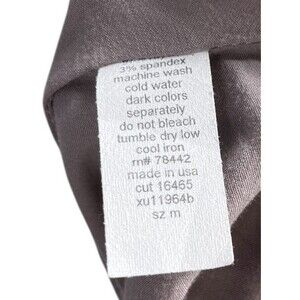 3% spandex
machine wash
cold water
dark colors
separately
do not bleach
tumble dry low
cool iron
rn# 78442
made in usa
cut 16465
xu11964b
sz m